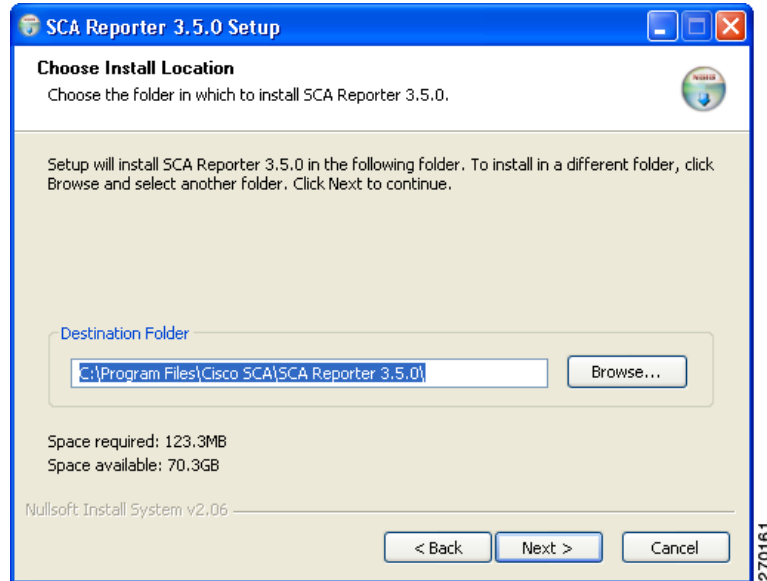 SCA Reporter 3.5.0 Setup
Choose Install Location
Choose the folder in which to install SCA Reporter 3.5.0.
Setup will install SCA Reporter 3.5.0 in the following folder. To install in a different folder, click
Browse and select another folder. Click Next to continue.
Destination Folder
C:\Program Files\Cisco SCA\SCA Reporter 3.5.0\
Browse...
Space required: 123.3MB
Space available: 70.3GB
Nullsoft Install System v2.06
< Back
Next >
Cancel
270161